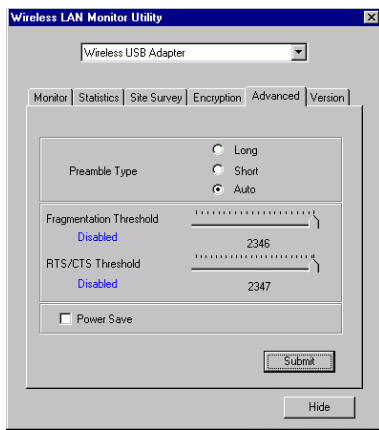 Wireless LAN Monitor Utility
Wireless USB Adapter
Monitor Statistics Site Survey Encryption Advanced Version
Long
Preamble Type Short
Auto
Fragmentation Threshold
Disabled 2346
RTS/CTS Threshold
Disabled 2347
Power Save
Submit
Hide